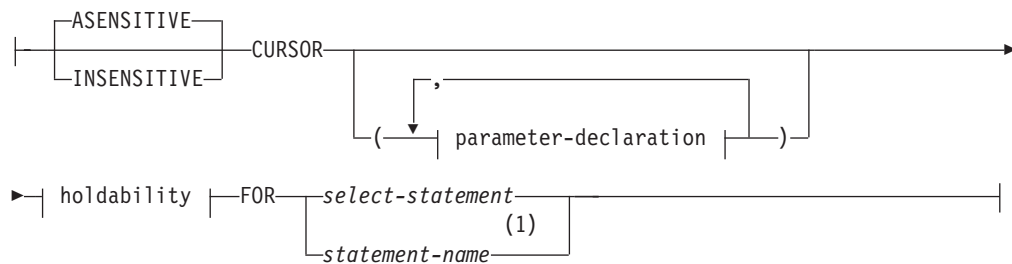 ASENSITIVE
CURSOR
INSENSITIVE
,
( parameter-declaration )
holdability FOR select-statement
(1)
statement-name